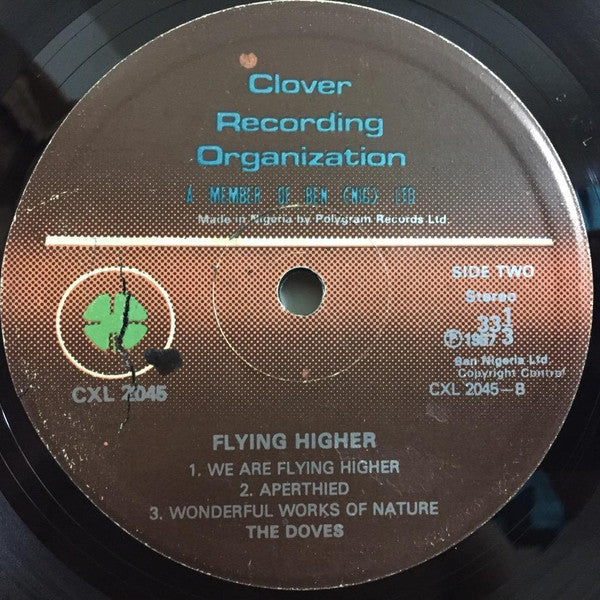 Clover
Recording
Organization
A MEMBER OF BEN (NIG) LTD
Made in Nigeria by Polygram Records Ltd.
SIDE TWO
Stereo
33 1/3
Ⓟ 1987
Ben Nigeria Ltd.
Copyright Control
CXL 2045
CXL 2045–B
FLYING HIGHER
1. WE ARE FLYING HIGHER
2. APERTHIED
3. WONDERFUL WORKS OF NATURE
THE DOVES